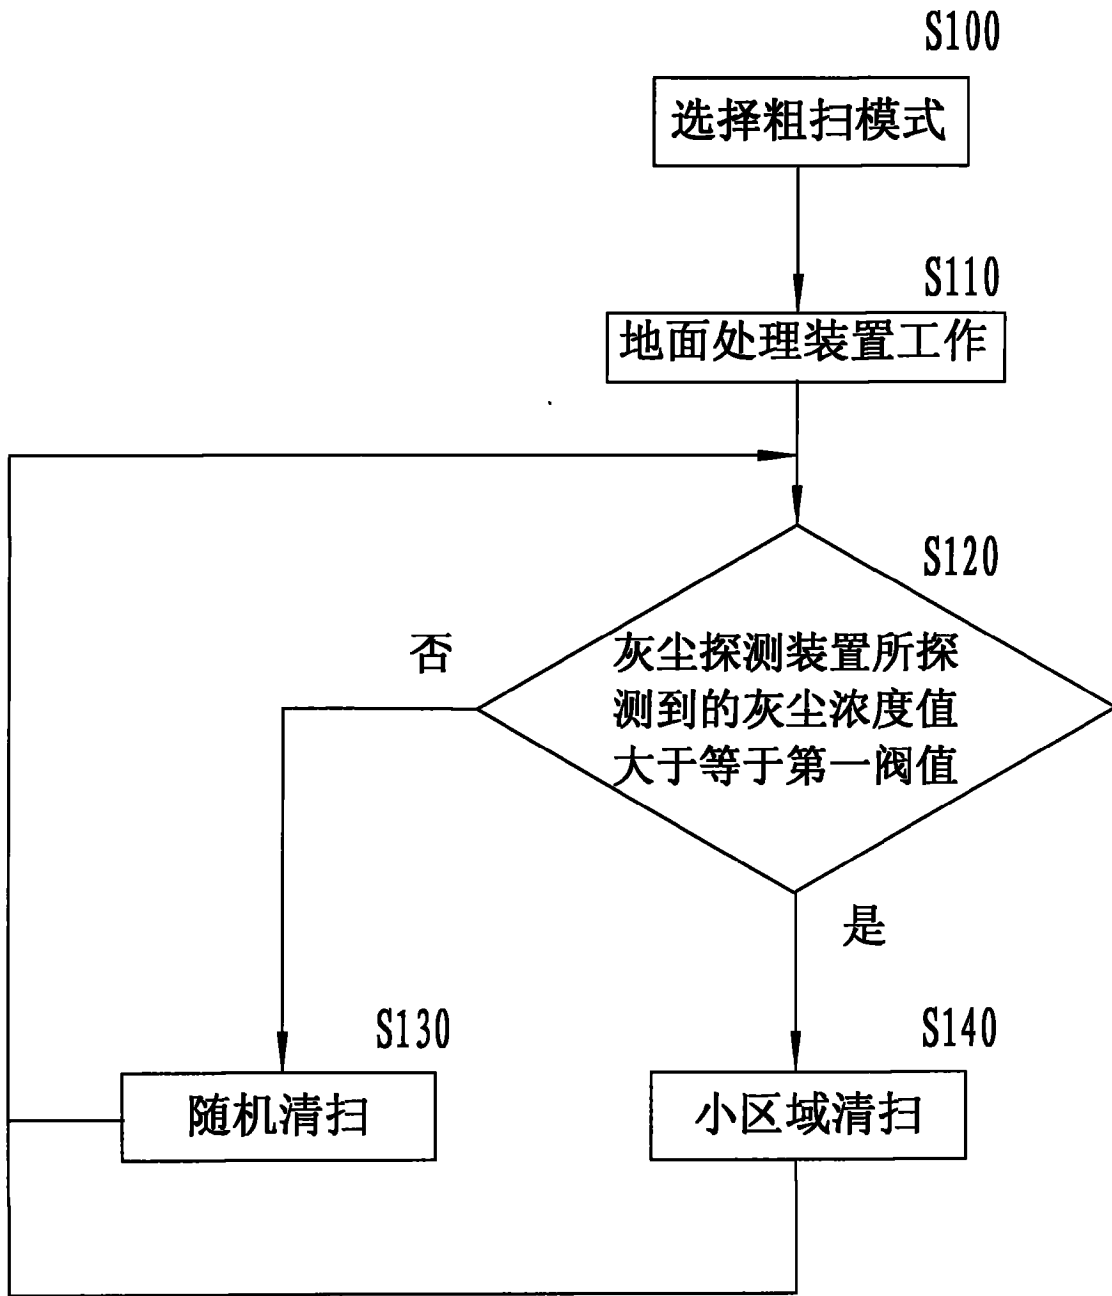 S100
选择粗扫模式
S110
地面处理装置工作
S120
否
灰尘探测装置所探
测到的灰尘浓度值
大于等于第一阀值
是
S130
S140
随机清扫
小区域清扫